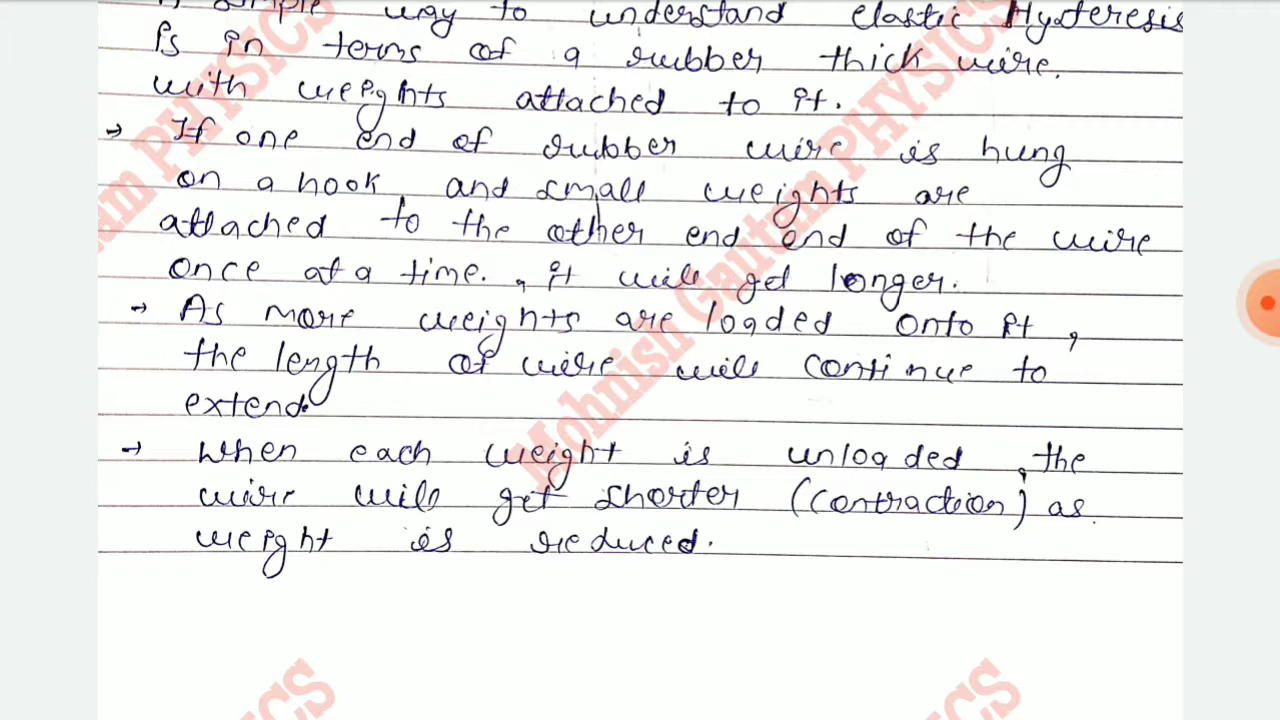 A simple way to understand elastic Hysteresis
is in terms of a rubber thick wire.
with weights attached to it.
→ If one end of rubber wire is hung
on a hook and small weights are
attached to the other end end of the wire
once at a time. , it will get longer.
→ As more weights are loaded onto it ,
the length of wire will continue to
extend.
→ When each weight is unloaded , the
wire will get shorter (contraction) as
weight is reduced.
Mohnish Gautam PHYSICS